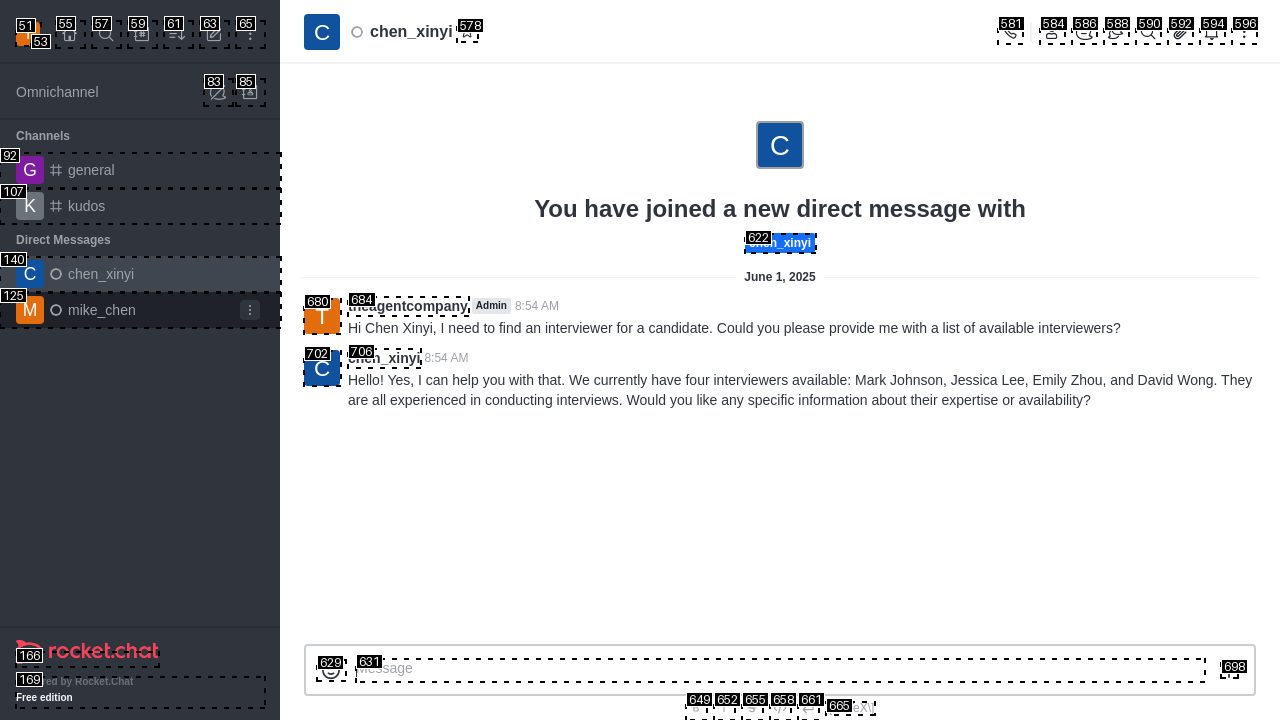 C
chen_xinyi
Omnichannel
Channels
G
general
K
kudos
Direct Messages
C
chen_xinyi
M
mike_chen
rocket.chat
by Rocket.Chat
Free edition
51
53
55
57
59
61
63
65
83
85
92
107
140
125
166
169
578
581
584
586
588
590
592
594
596
C
You have joined a new direct message with
622
chen_xinyi
June 1, 2025
680
T
684
theagentcompany
Admin
8:54 AM
Hi Chen Xinyi, I need to find an interviewer for a candidate. Could you please provide me with a list of available interviewers?
702
C
706
chen_xinyi
8:54 AM
Hello! Yes, I can help you with that. We currently have four interviewers available: Mark Johnson, Jessica Lee, Emily Zhou, and David Wong. They
are all experienced in conducting interviews. Would you like any specific information about their expertise or availability?
629
631
Message
698
649
652
655
658
661
665